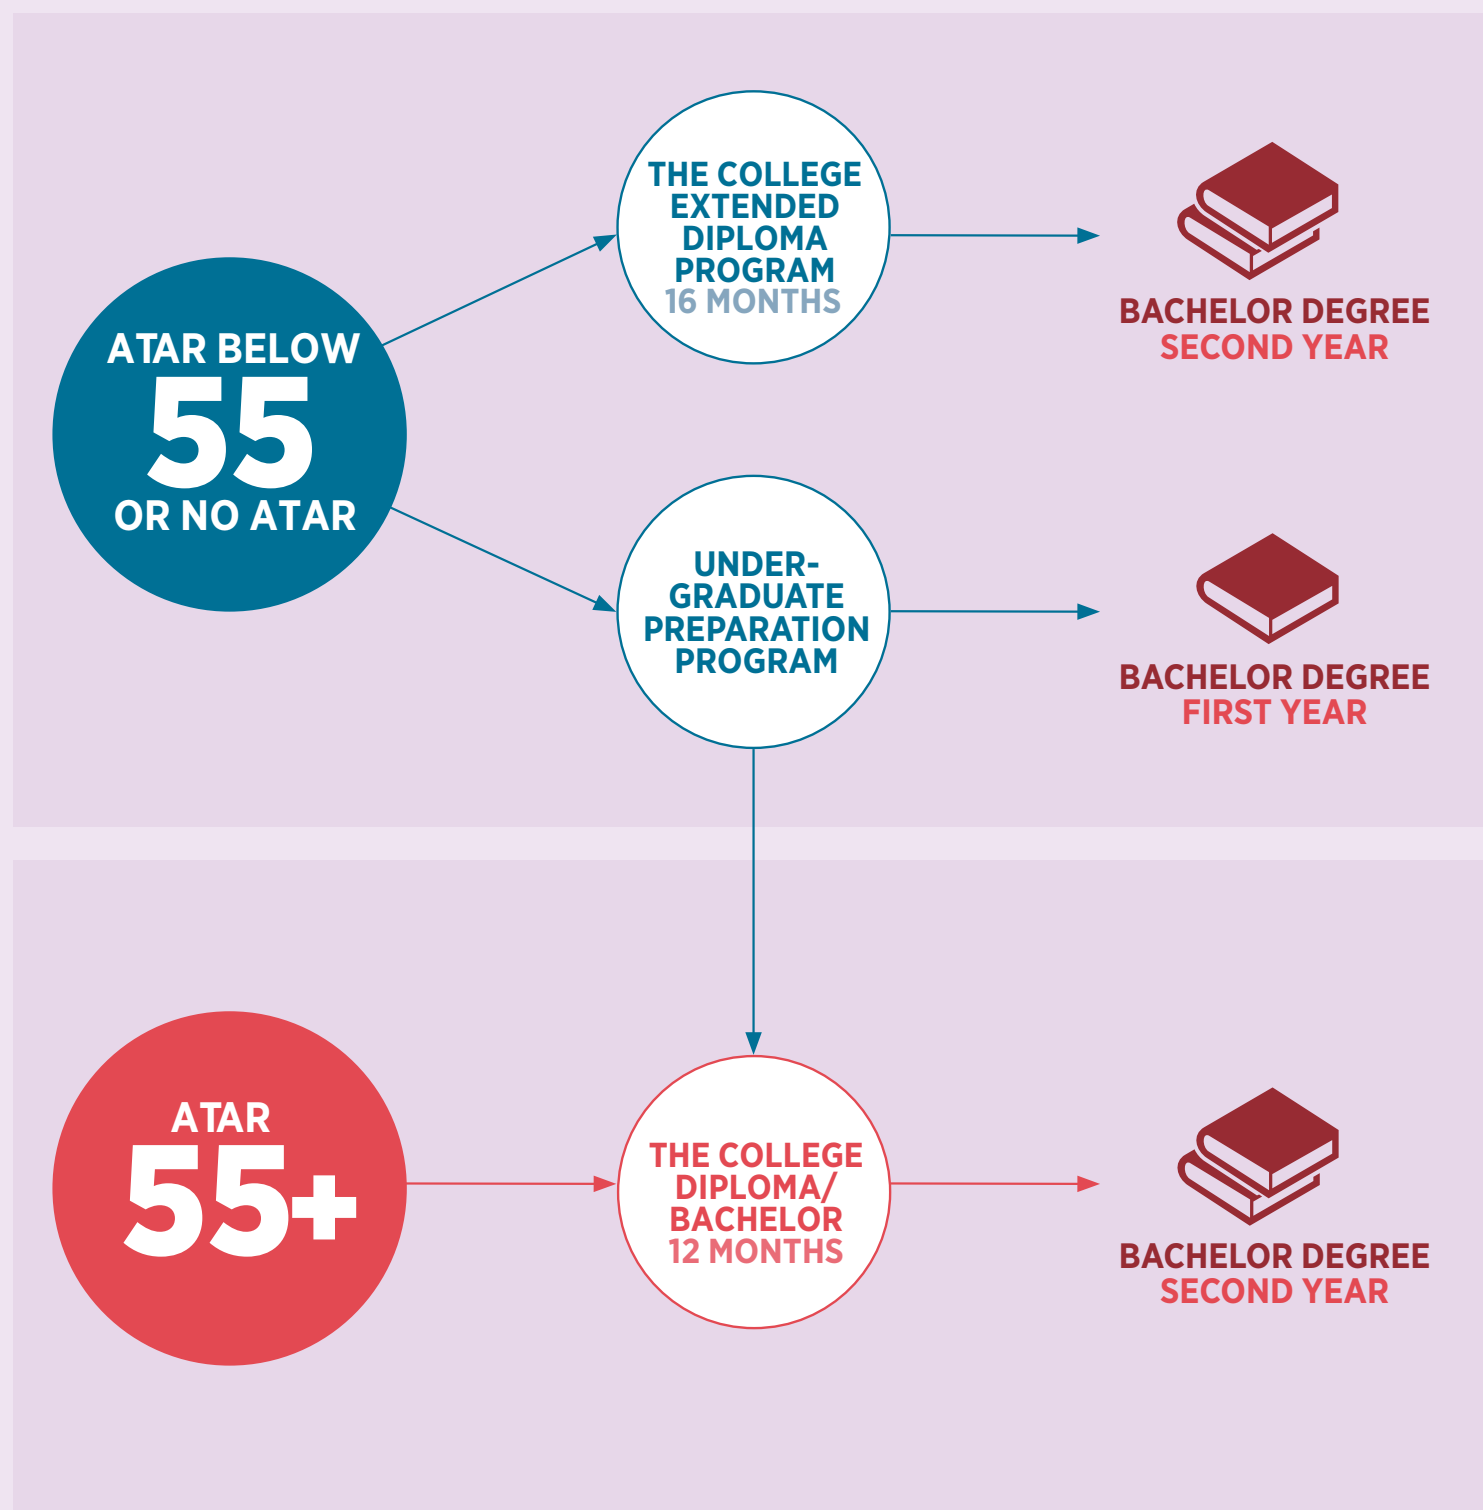 ATAR BELOW
55
OR NO ATAR
THE COLLEGE
EXTENDED
DIPLOMA
PROGRAM
16 MONTHS
BACHELOR DEGREE
SECOND YEAR
UNDER-
GRADUATE
PREPARATION
PROGRAM
BACHELOR DEGREE
FIRST YEAR
ATAR
55+
THE COLLEGE
DIPLOMA/
BACHELOR
12 MONTHS
BACHELOR DEGREE
SECOND YEAR